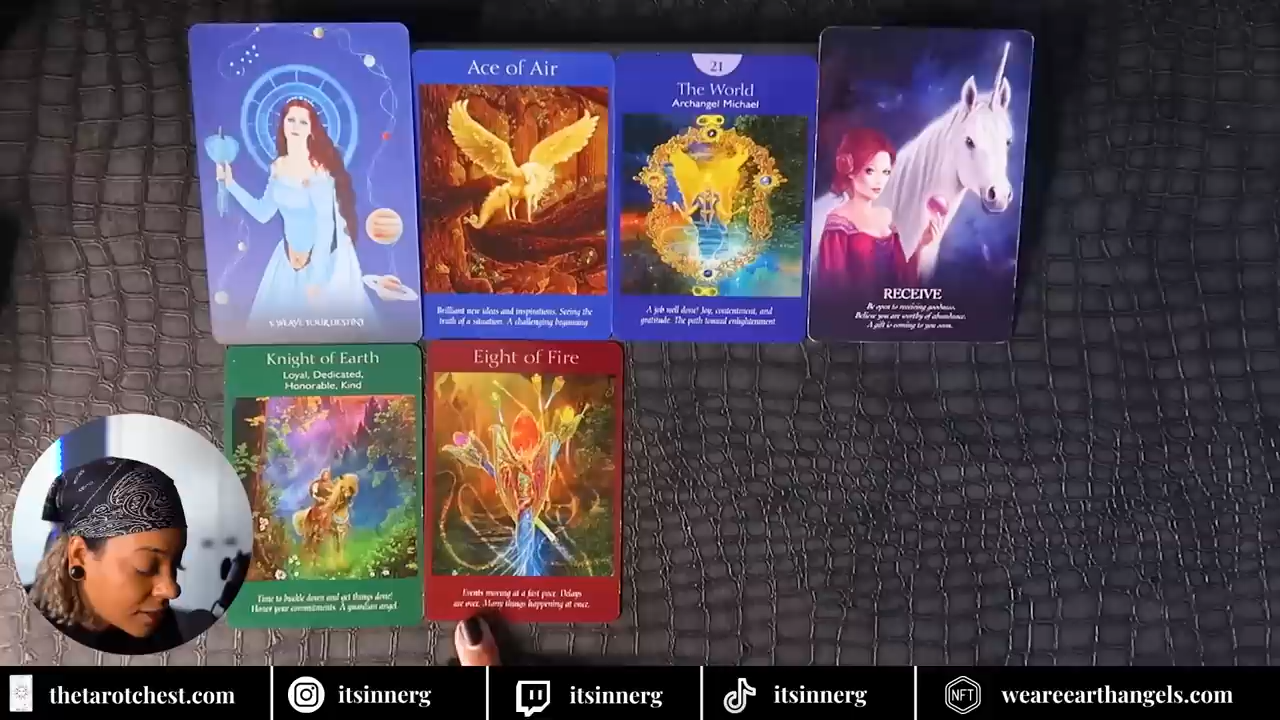 5. WEAVE YOUR DESTINY
Ace of Air
Brilliant new ideas and inspirations. Seeing the
truth of a situation. A challenging beginning
21
The World
Archangel Michael
A job well done! Joy, contentment, and
gratitude. The path toward enlightenment
RECEIVE
Be open to receiving goodness.
Believe you are worthy of abundance.
A gift is coming to you soon.
Knight of Earth
Loyal, Dedicated,
Honorable, Kind
Time to buckle down and get things done!
Honor your commitments. A guardian angel
Eight of Fire
Events moving at a fast pace. Delays
are over. Many things happening at once.
thetarotchest.com
itsinnerg
itsinnerg
itsinnerg
NFT
weareearthangels.com